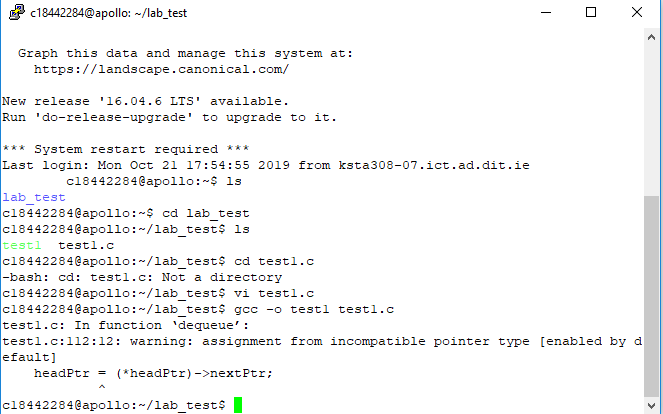 c18442284@apollo: ~/lab_test
Graph this data and manage this system at:
https://landscape.canonical.com/
New release '16.04.6 LTS' available.
Run 'do-release-upgrade' to upgrade to it.
*** System restart required ***
Last login: Mon Oct 21 17:54:55 2019 from ksta308-07.ict.ad.dit.ie
c18442284@apollo:~$ ls
lab_test
c18442284@apollo:~$ cd lab_test
c18442284@apollo:~/lab_test$ ls
test1  test1.c
c18442284@apollo:~/lab_test$ cd test1.c
-bash: cd: test1.c: Not a directory
c18442284@apollo:~/lab_test$ vi test1.c
c18442284@apollo:~/lab_test$ gcc -o test1 test1.c
test1.c: In function ‘dequeue’:
test1.c:112:12: warning: assignment from incompatible pointer type [enabled by d
efault]
headPtr = (*headPtr)->nextPtr;
^
c18442284@apollo:~/lab_test$